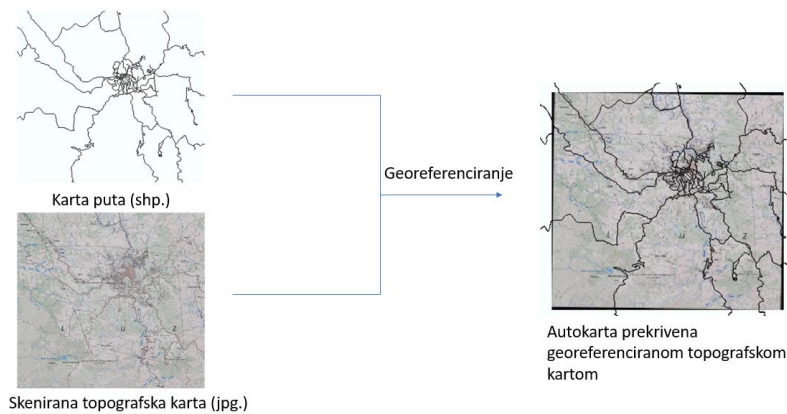 Karta puta (shp.)
Georeferenciranje
Skenirana topografska karta (jpg.)
Autokarta prekrivena
georeferenciranom topografskom
kartom